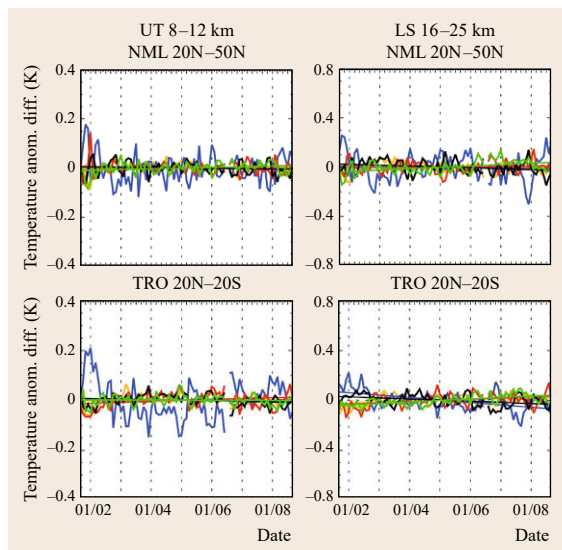 UT 8–12 km
NML 20N–50N
LS 16–25 km
NML 20N–50N
Temperature anom. diff. (K)
0.4
0.2
0
–0.2
–0.4
0.8
0.4
0
–0.4
–0.8
TRO 20N–20S
TRO 20N–20S
Temperature anom. diff. (K)
0.4
0.2
0
–0.2
–0.4
0.8
0.4
0
–0.4
–0.8
01/02 01/04 01/06 01/08
01/02 01/04 01/06 01/08
Date
Date